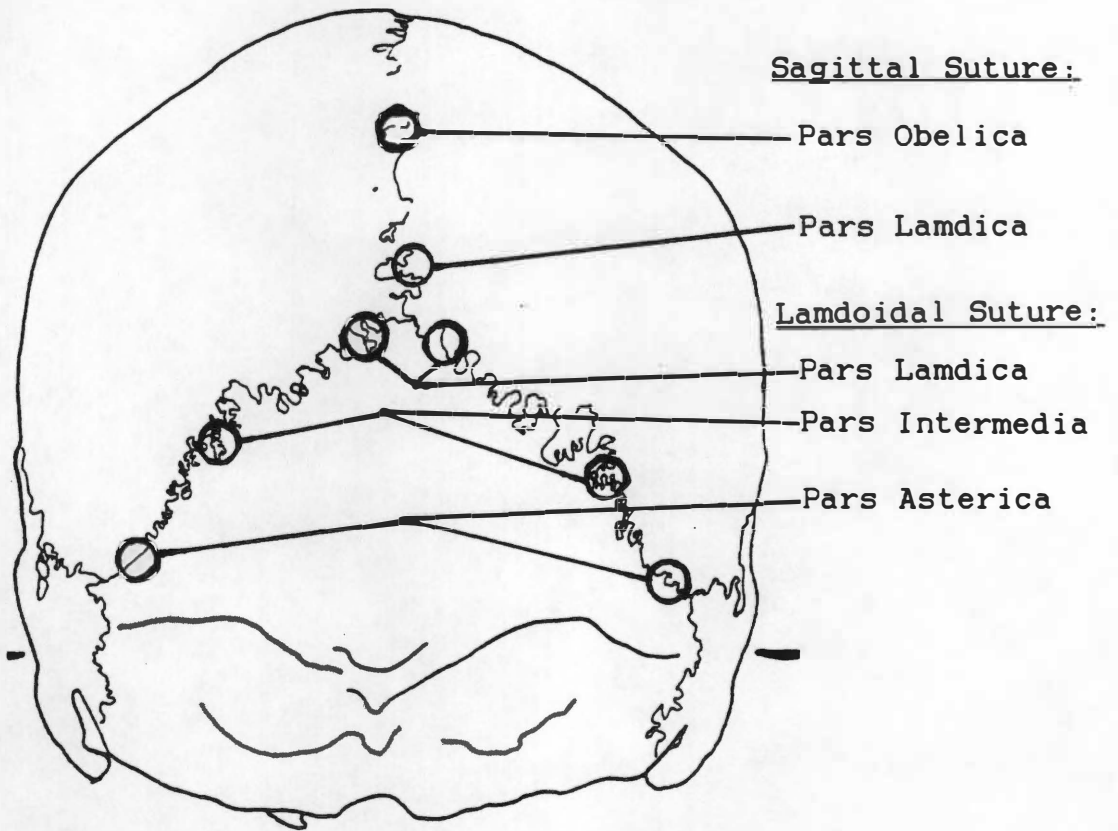 Sagittal Suture:
Pars Obelica
Pars Lamdica
Lamdoidal Suture:
Pars Lamdica
Pars Intermedia
Pars Asterica